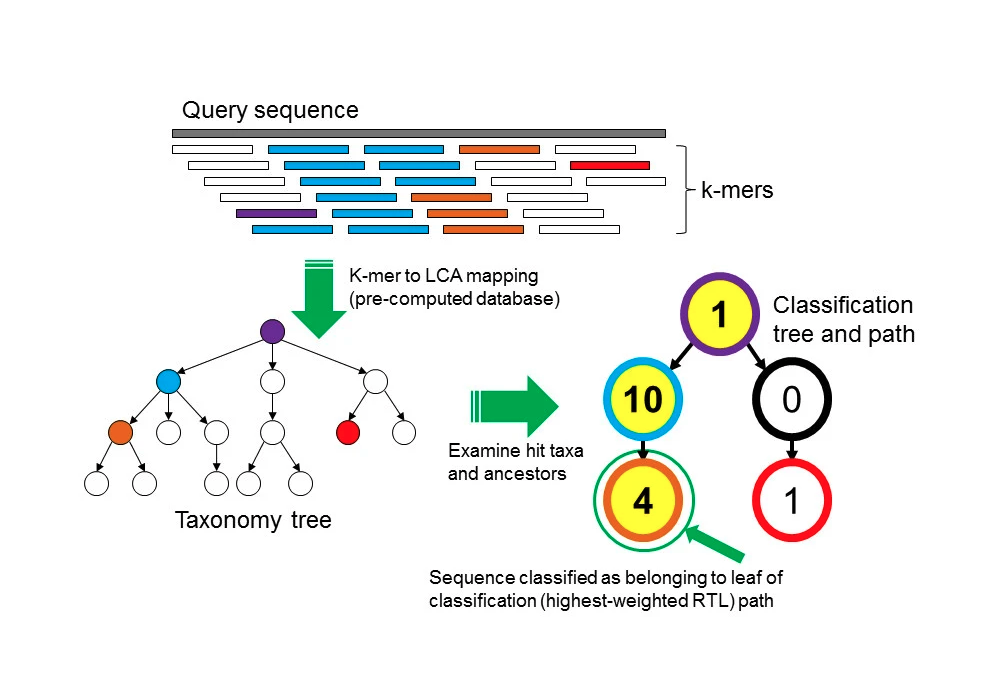 Query sequence
k-mers
K-mer to LCA mapping
(pre-computed database)
1
Classification
tree and path
10
0
Examine hit taxa
and ancestors
4
1
Taxonomy tree
Sequence classified as belonging to leaf of
classification (highest-weighted RTL) path